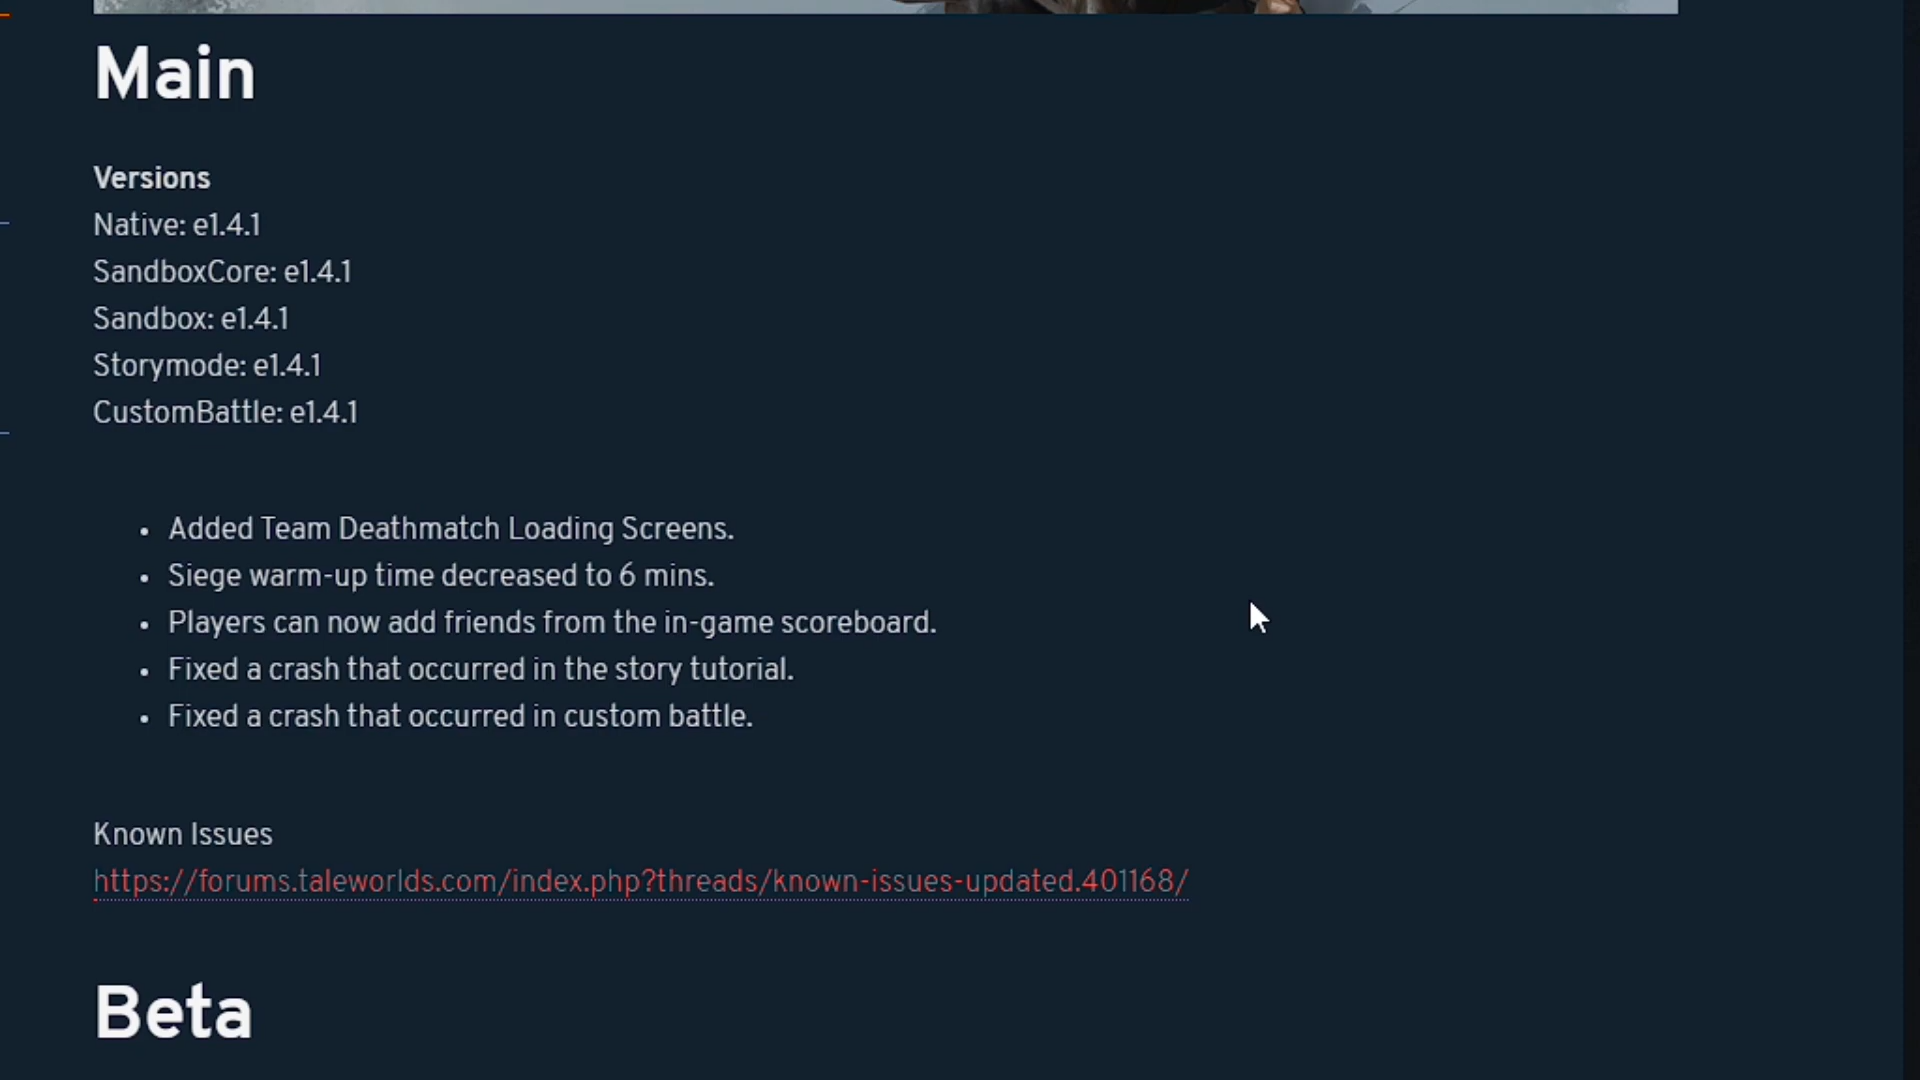 Main
Versions
Native: e1.4.1
SandboxCore: e1.4.1
Sandbox: e1.4.1
Storymode: e1.4.1
CustomBattle: e1.4.1
• Added Team Deathmatch Loading Screens.
• Siege warm-up time decreased to 6 mins.
• Players can now add friends from the in-game scoreboard.
• Fixed a crash that occurred in the story tutorial.
• Fixed a crash that occurred in custom battle.
Known Issues
https://forums.taleworlds.com/index.php?threads/known-issues-updated.401168/
Beta